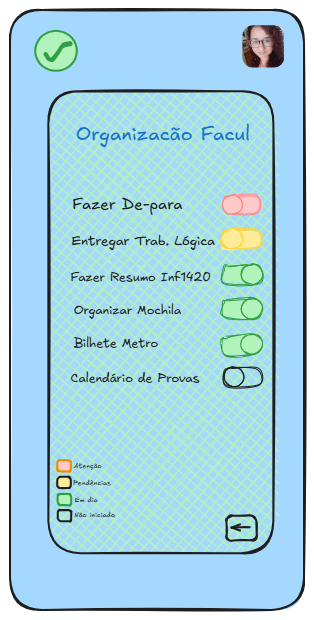 Organizacão Facul
Fazer De-para
Entregar Trab. Lógica
Fazer Resumo Inf1420
Organizar Mochila
Bilhete Metro
Calendário de Provas
Atenção
Pendências
Em dia
Não iniciado